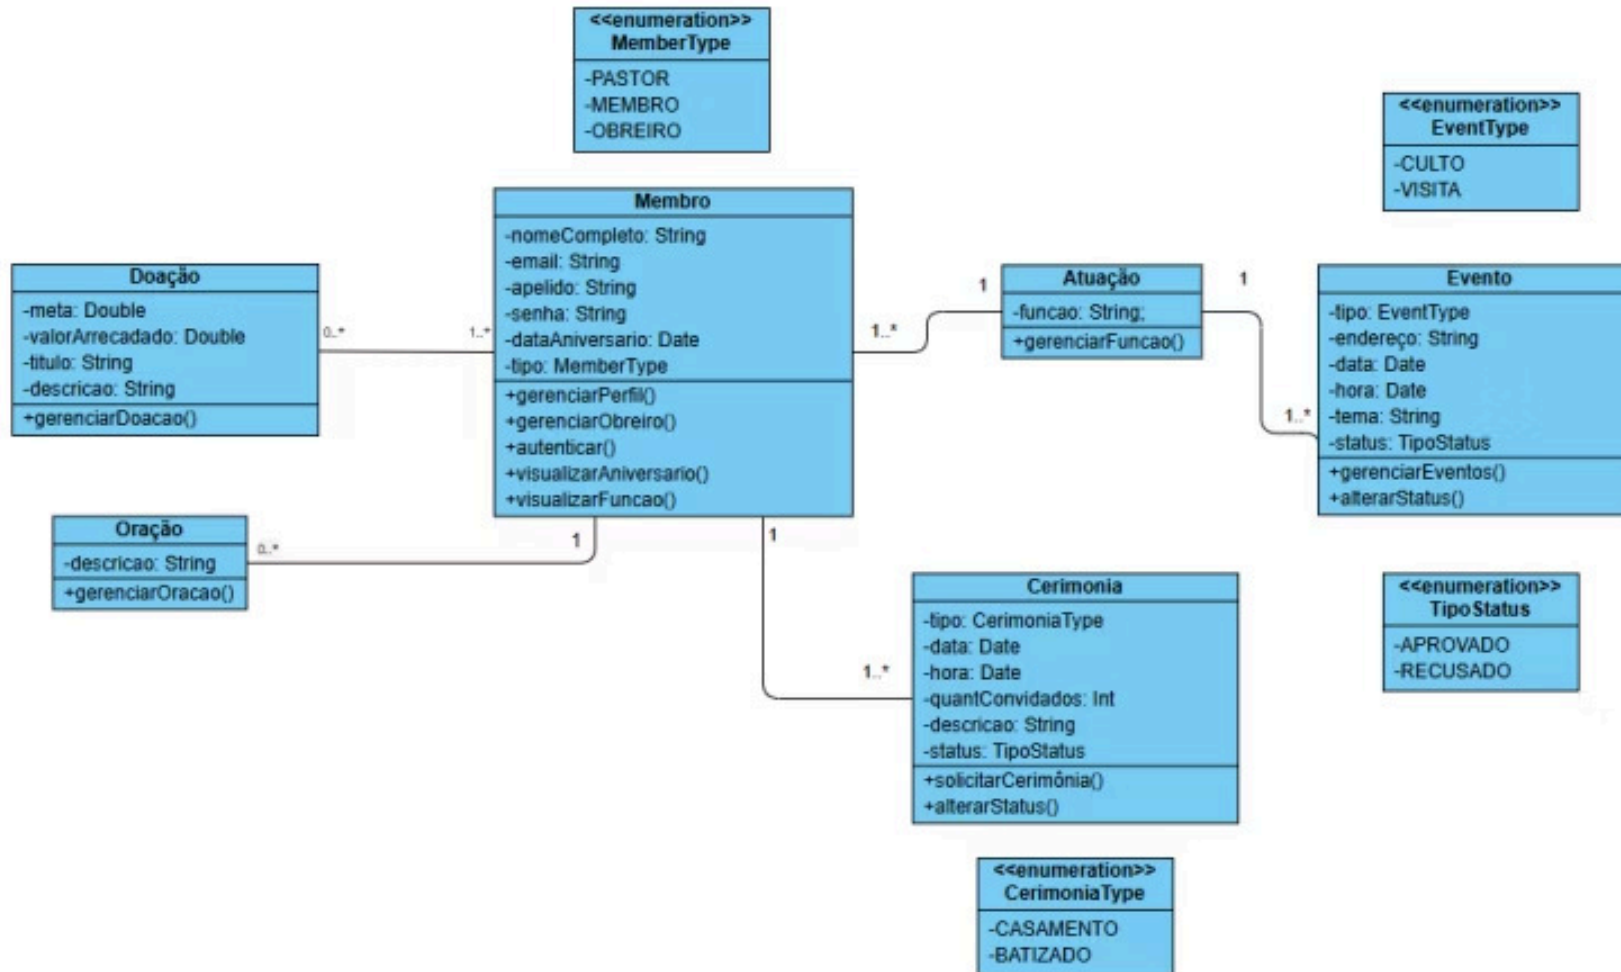 <<enumeration>>
MemberType
-PASTOR
-MEMBRO
-OBREIRO
<<enumeration>>
EventType
-CULTO
-VISITA
Membro
-nomeCompleto: String
-email: String
-apelido: String
-senha: String
-dataAniversario: Date
-tipo: MemberType
+gerenciarPerfil()
+gerenciarObreiro()
+autenticar()
+visualizarAniversario()
+visualizarFuncao()
Doação
-meta: Double
-valorArrecadado: Double
-titulo: String
-descricao: String
+gerenciarDoacao()
0..*
1..*
1..*
1
Atuação
-funcao: String;
+gerenciarFuncao()
1
1..*
Evento
-tipo: EventType
-endereço: String
-data: Date
-hora: Date
-tema: String
-status: TipoStatus
+gerenciarEventos()
+alterarStatus()
Oração
-descricao: String
+gerenciarOracao()
0..*
1
1
1..*
Cerimonia
-tipo: CerimoniaType
-data: Date
-hora: Date
-quantConvidados: Int
-descricao: String
-status: TipoStatus
+solicitarCerimônia()
+alterarStatus()
<<enumeration>>
TipoStatus
-APROVADO
-RECUSADO
<<enumeration>>
CerimoniaType
-CASAMENTO
-BATIZADO